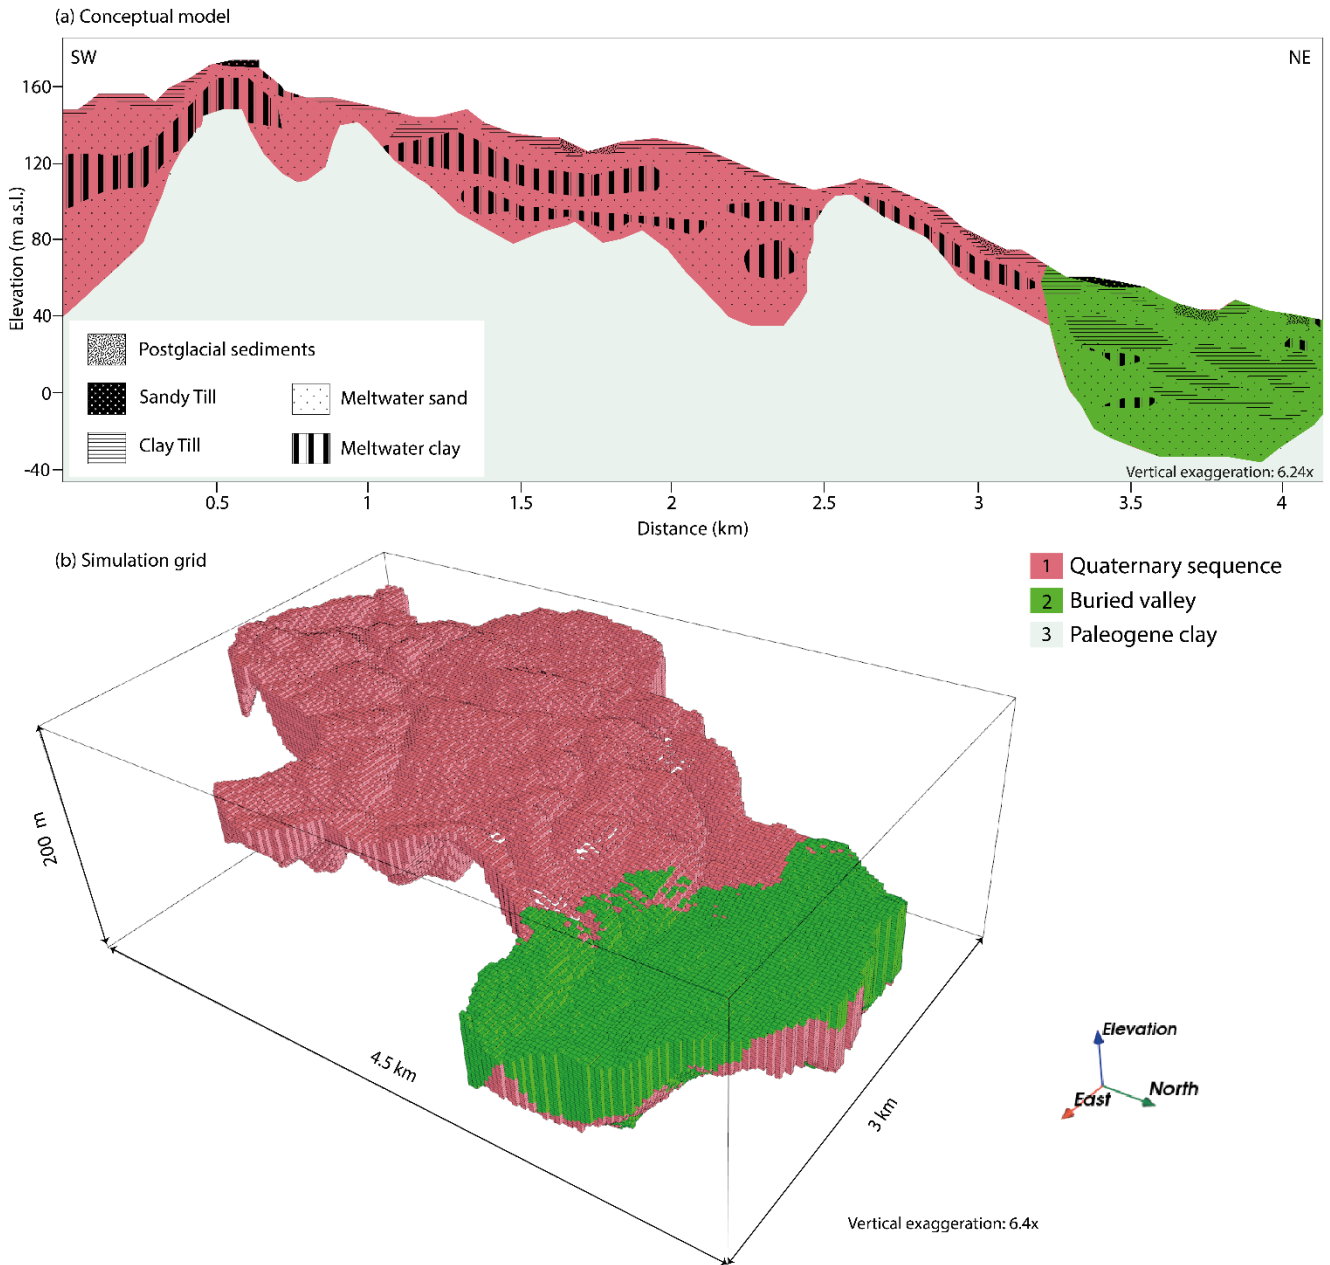 (a) Conceptual model
SW
NE
Elevation (m a.s.l.)
160
120
80
40
0
-40
Postglacial sediments
Sandy Till
Meltwater sand
Clay Till
Meltwater clay
Vertical exaggeration: 6.24x
0.5
1
1.5
2
2.5
3
3.5
4
Distance (km)
(b) Simulation grid
1 Quaternary sequence
2 Buried valley
3 Paleogene clay
200 m
4.5 km
3 km
Elevation
East
North
Vertical exaggeration: 6.4x